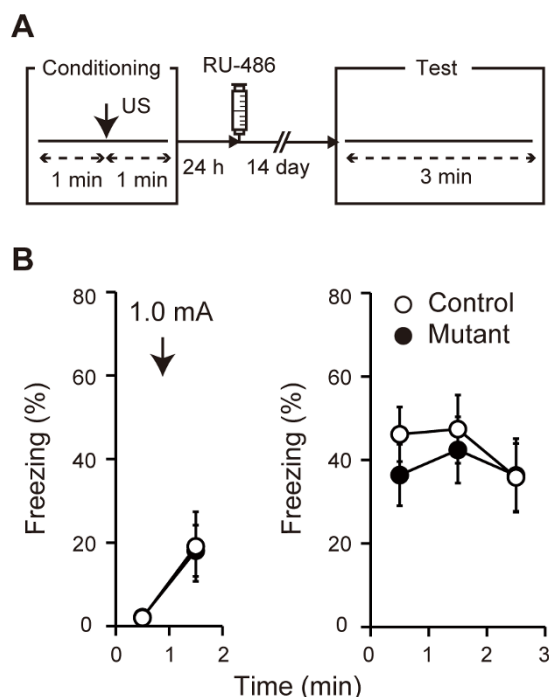 A
Conditioning
RU-486
Test
US
1 min
1 min
24 h
14 day
3 min
B
80
60
40
20
0
1.0 mA
Freezing (%)
0
1
2
80
60
40
20
0
Control
Mutant
Freezing (%)
0
1
2
3
Time (min)